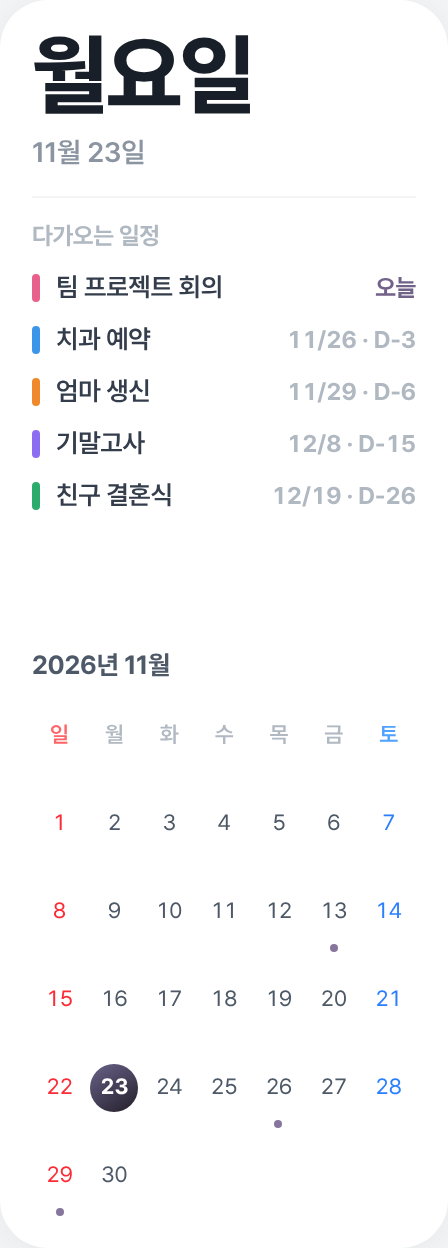 월요일
11월 23일
다가오는 일정
팀 프로젝트 회의 오늘
치과 예약 11/26 · D-3
엄마 생신 11/29 · D-6
기말고사 12/8 · D-15
친구 결혼식 12/19 · D-26
2026년 11월
일 월 화 수 목 금 토
1 2 3 4 5 6 7
8 9 10 11 12 13 14
15 16 17 18 19 20 21
22 23 24 25 26 27 28
29 30